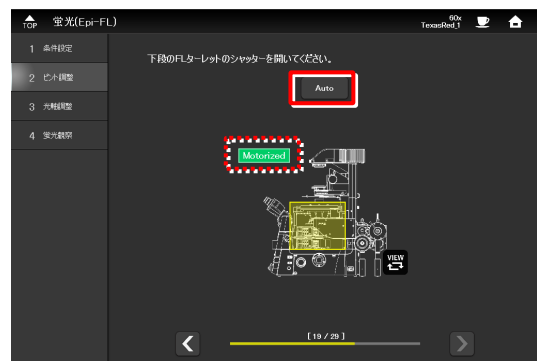 TOP
蛍光(Epi-FL)
60x
TexasRed_1
1 条件設定
2 ピント調整
3 光軸調整
4 蛍光観察
下段のFLターレットのシャッターを開いてください。
Auto
Motorized
VIEW
[ 19 / 29 ]